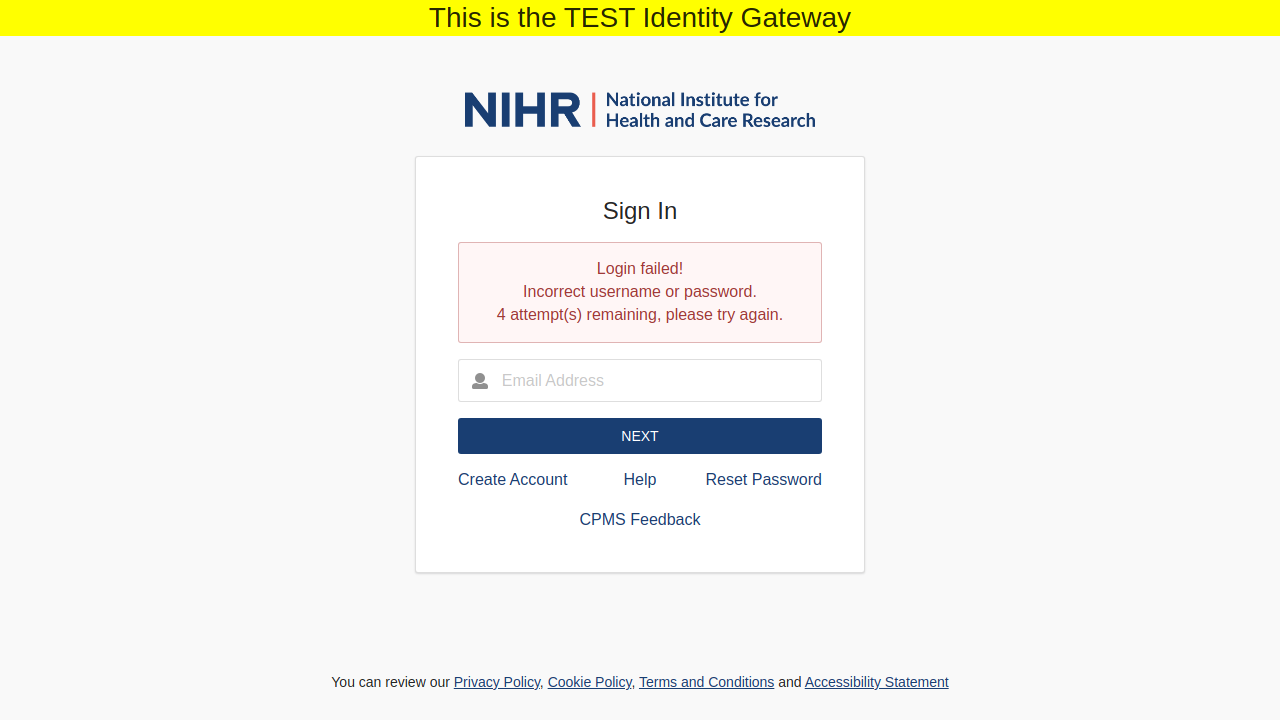 This is the TEST Identity Gateway
NIHR | National Institute for
Health and Care Research
Sign In
Login failed!
Incorrect username or password.
4 attempt(s) remaining, please try again.
Email Address
NEXT
Create Account Help Reset Password
CPMS Feedback
You can review our Privacy Policy, Cookie Policy, Terms and Conditions and Accessibility Statement